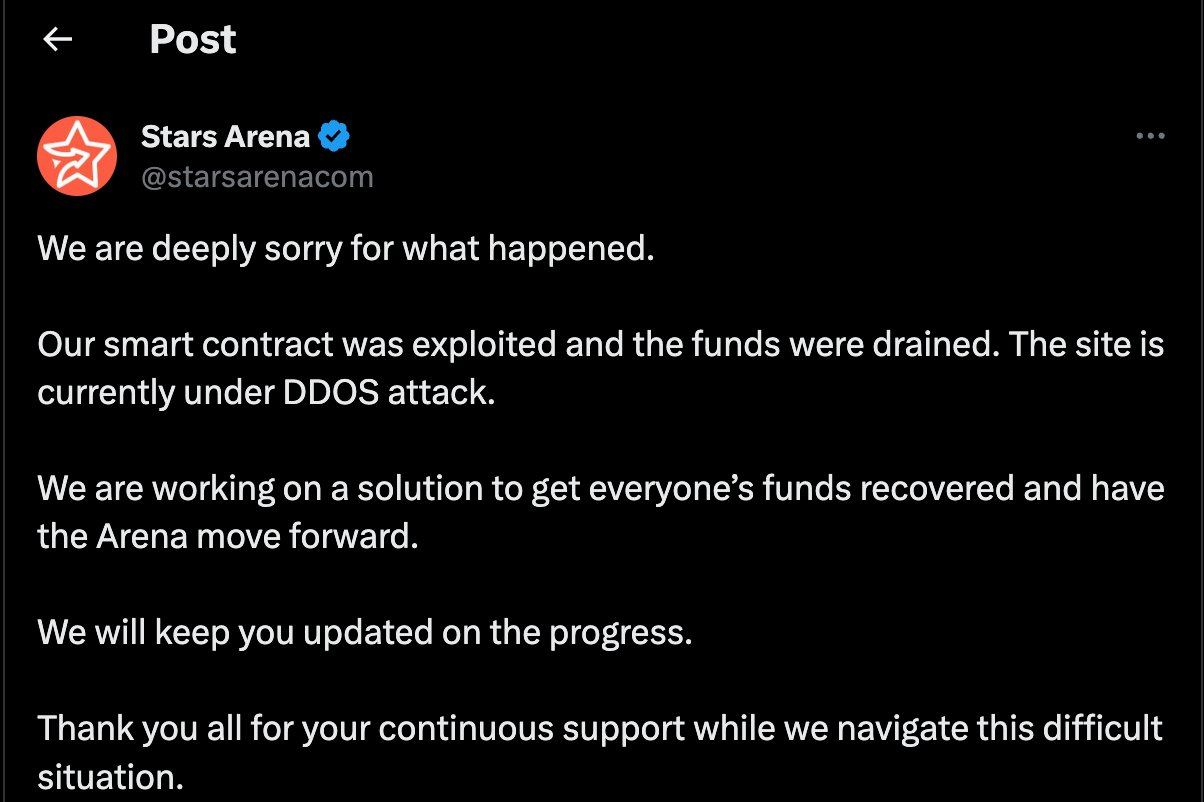 Post
Stars Arena
@starsarenacom
We are deeply sorry for what happened.
Our smart contract was exploited and the funds were drained. The site is
currently under DDOS attack.
We are working on a solution to get everyone’s funds recovered and have
the Arena move forward.
We will keep you updated on the progress.
Thank you all for your continuous support while we navigate this difficult
situation.